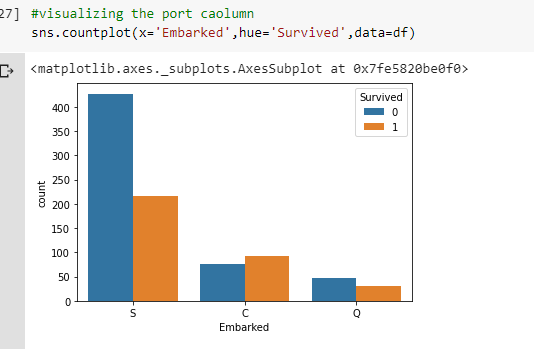 27] #visualizing the port caolumn
sns.countplot(x='Embarked',hue='Survived',data=df)
<matplotlib.axes._subplots.AxesSubplot at 0x7fe5820be0f0>
Survived
0
1
400
350
300
250
200
150
100
50
0
count
S C Q
Embarked